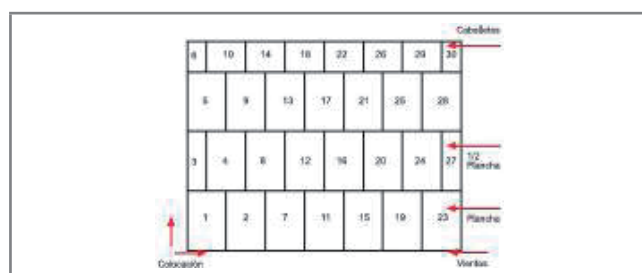 Caballetes
6 10 14 18 22 26 29 30
5 9 13 17 21 25 28
3 4 8 12 16 20 24 27
1/2
Plancha
1 2 7 11 15 19 23
Plancha
Colocación
Vientos